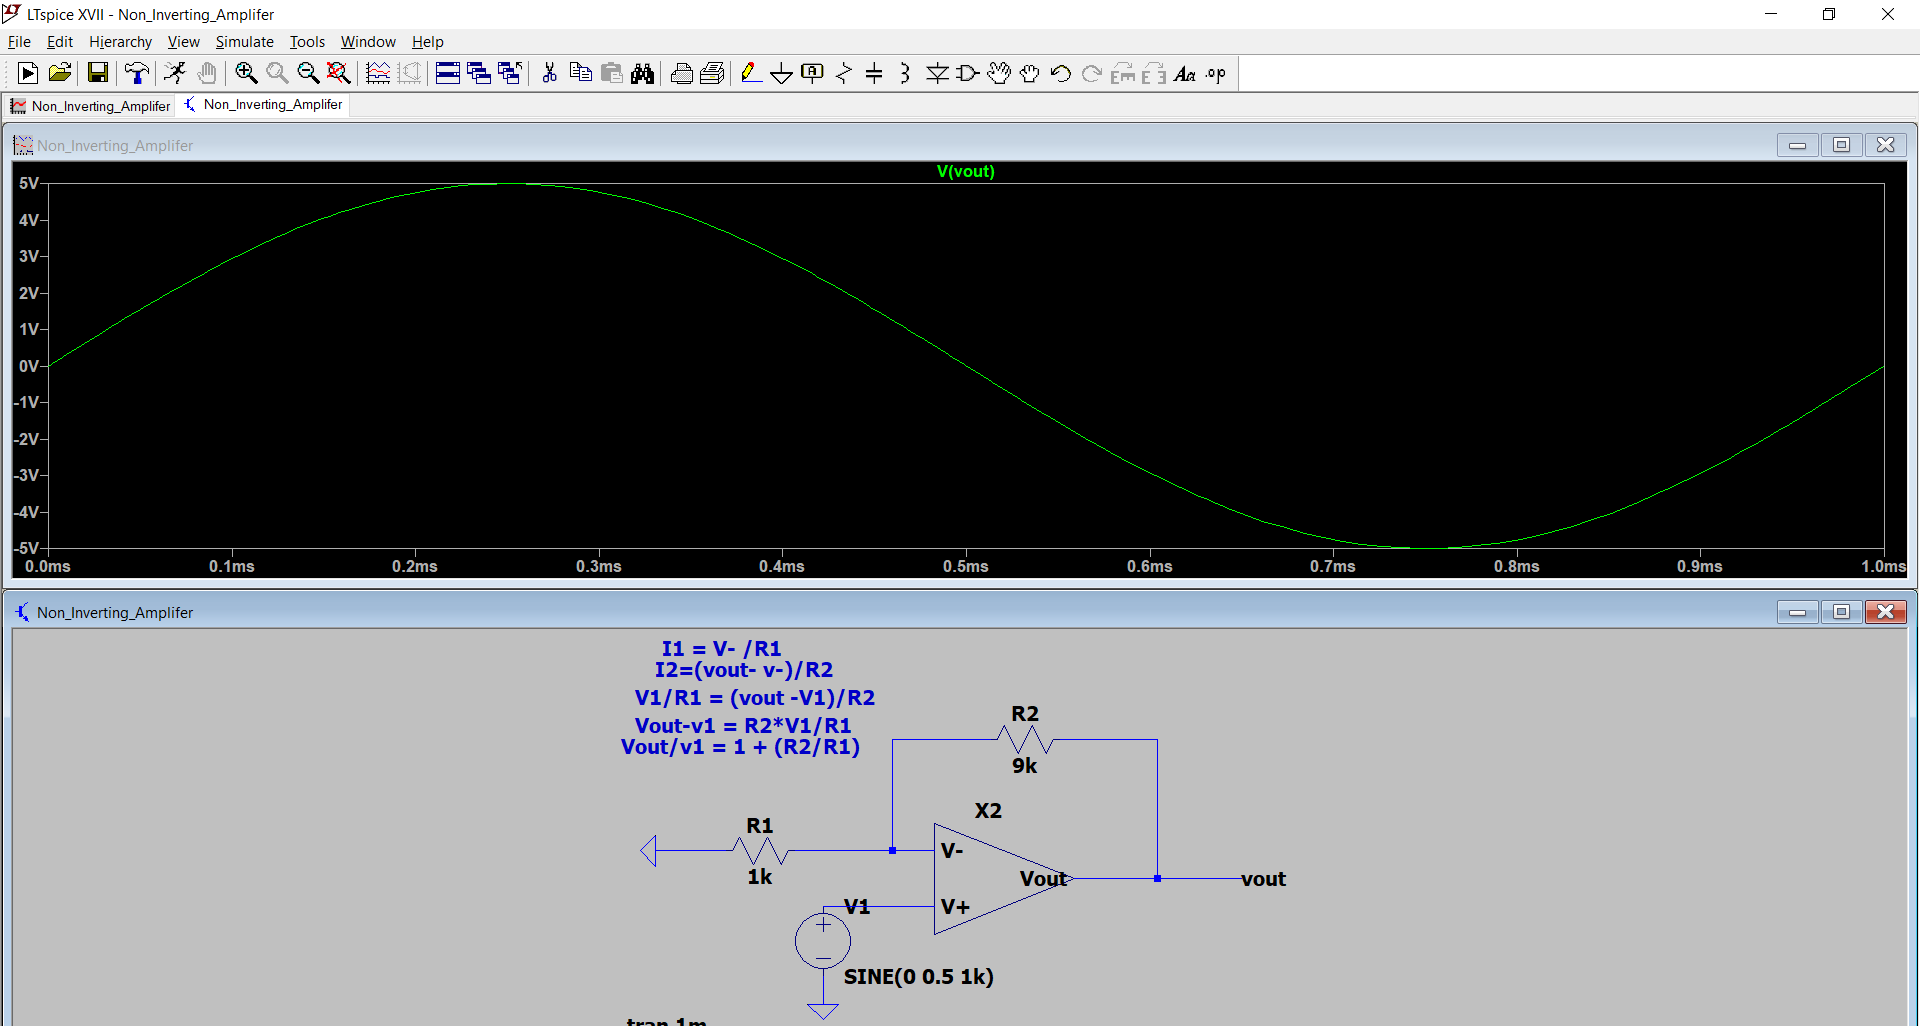 LTspice XVII - Non_Inverting_Amplifer
File Edit Hierarchy View Simulate Tools Window Help
A
Aa .op
Non_Inverting_Amplifer Non_Inverting_Amplifer
Non_Inverting_Amplifer
V(vout)
5V
4V
3V
2V
1V
0V
-1V
-2V
-3V
-4V
-5V
0.0ms 0.1ms 0.2ms 0.3ms 0.4ms 0.5ms 0.6ms 0.7ms 0.8ms 0.9ms 1.0ms
Non_Inverting_Amplifer
I1 = V- /R1
I2=(vout- v-)/R2
V1/R1 = (vout -V1)/R2
Vout-v1 = R2*V1/R1
Vout/v1 = 1 + (R2/R1)
R2
9k
X2
R1
1k
V-
Vout
vout
V1
V+
SINE(0 0.5 1k)
tran 1m